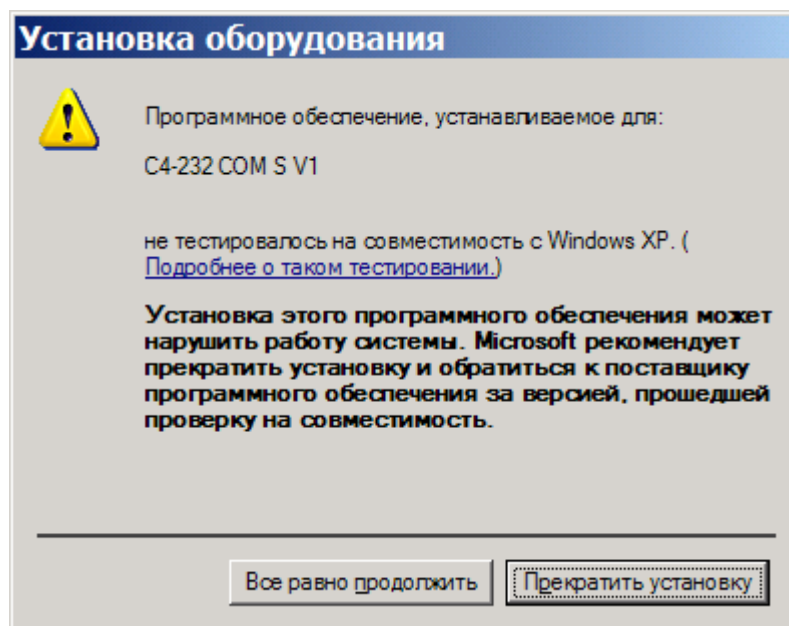 Установка оборудования
Программное обеспечение, устанавливаемое для:
C4-232 COM S V1
не тестировалось на совместимость с Windows XP. (
Подробнее о таком тестировании.)
Установка этого программного обеспечения может
нарушить работу системы. Microsoft рекомендует
прекратить установку и обратиться к поставщику
программного обеспечения за версией, прошедшей
проверку на совместимость.
Все равно продолжить
Прекратить установку